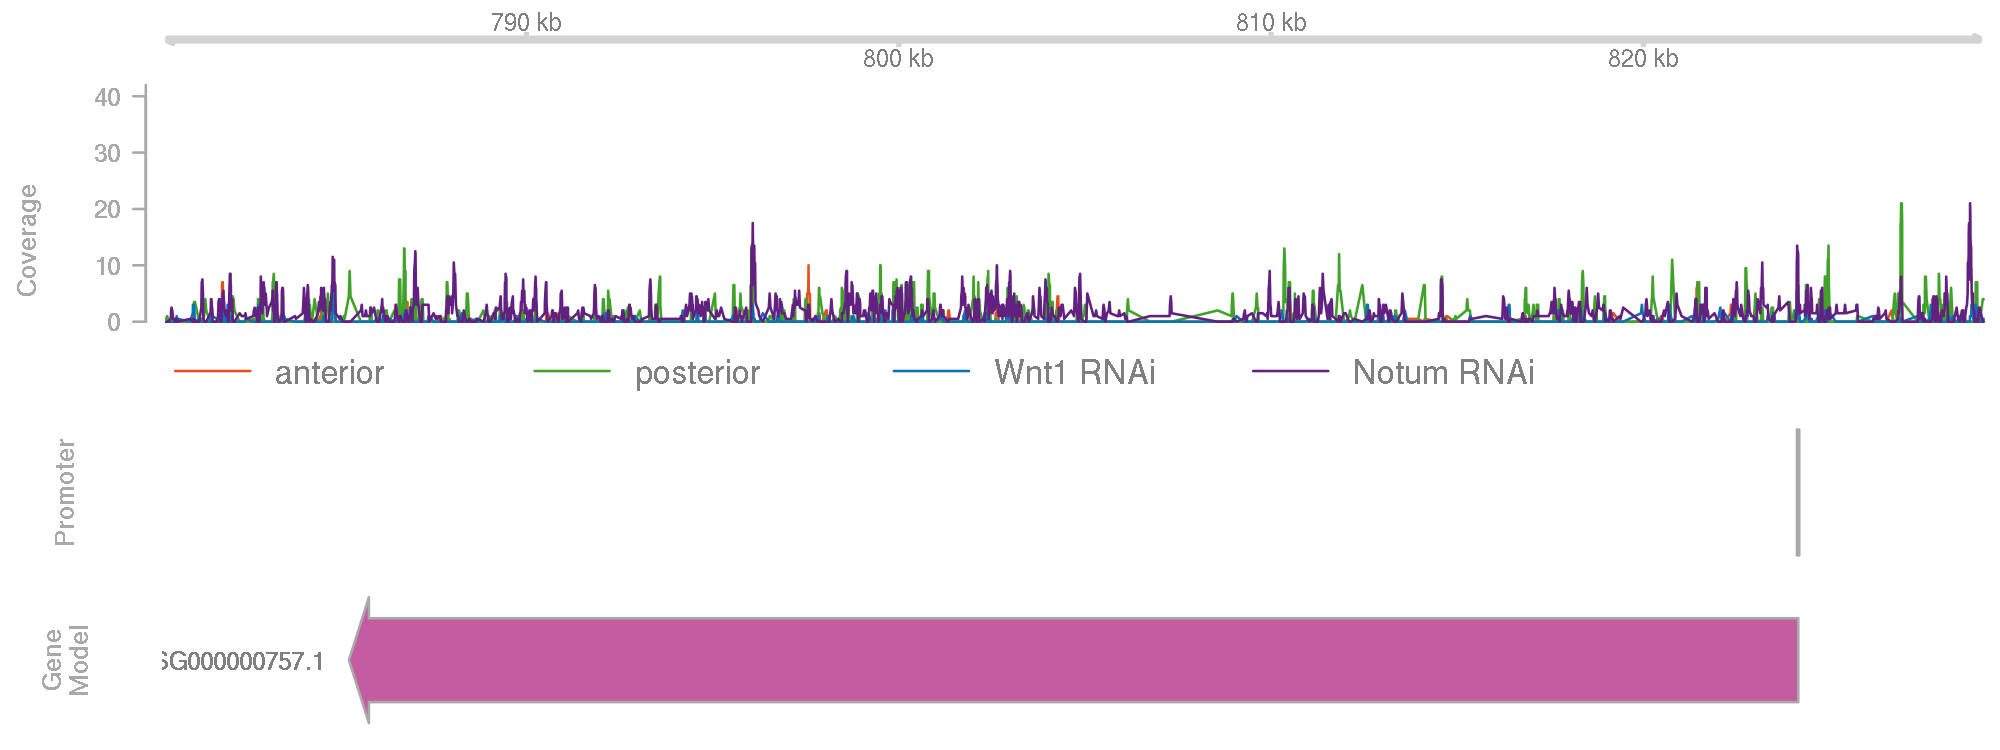 790 kb
810 kb
800 kb
820 kb
40
30
20
10
0
Coverage
anterior
posterior
Wnt1 RNAi
Notum RNAi
Promoter
Gene
Model
SG000000757.1